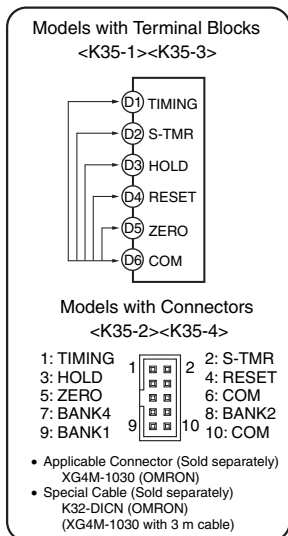 Models with Terminal Blocks
<K35-1><K35-3>
D1 TIMING
D2 S-TMR
D3 HOLD
D4 RESET
D5 ZERO
D6 COM
Models with Connectors
<K35-2><K35-4>
1: TIMING 1 2 2: S-TMR
3: HOLD 4: RESET
5: ZERO 6: COM
7: BANK4 8: BANK2
9: BANK1 9 10 10: COM
• Applicable Connector (Sold separately)
XG4M-1030 (OMRON)
• Special Cable (Sold separately)
K32-DICN (OMRON)
(XG4M-1030 with 3 m cable)